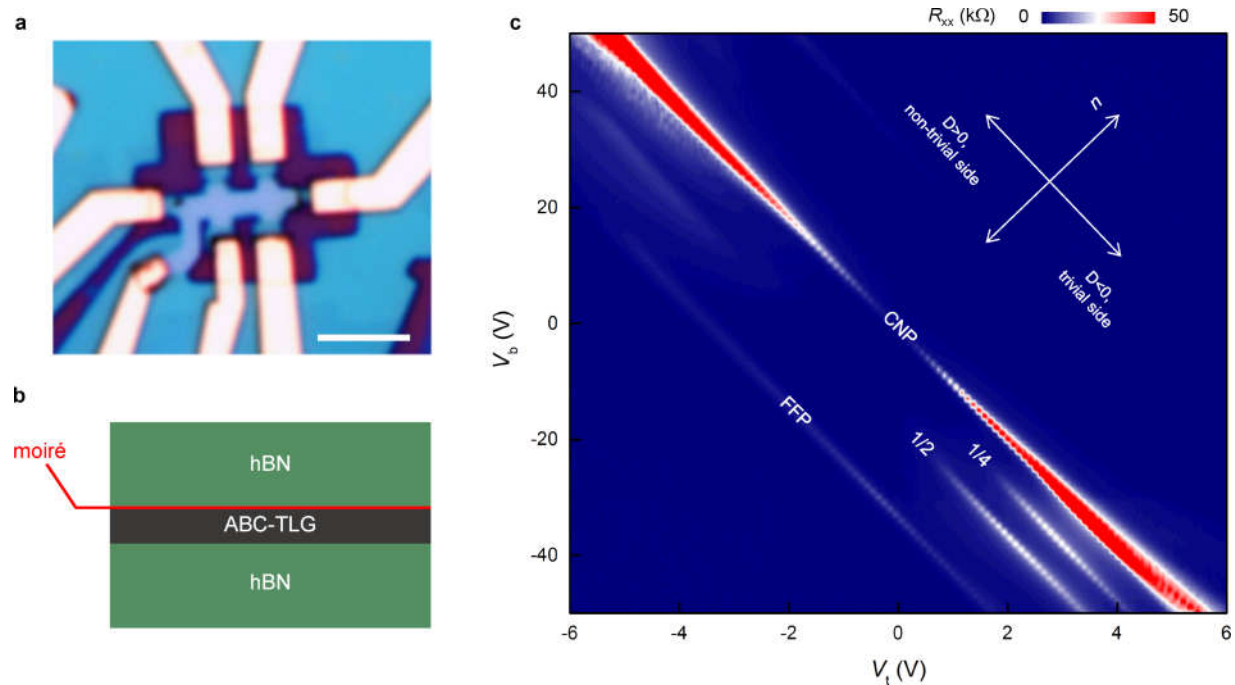 a
b
moiré
hBN
ABC-TLG
hBN
c
Rxx (kΩ) 0 50
Vb (V)
40
20
0
-20
-40
CNP
FFP
1/2
1/4
n
D>0,
non-trivial side
D<0,
trivial side
-6 -4 -2 0 2 4 6
Vt (V)